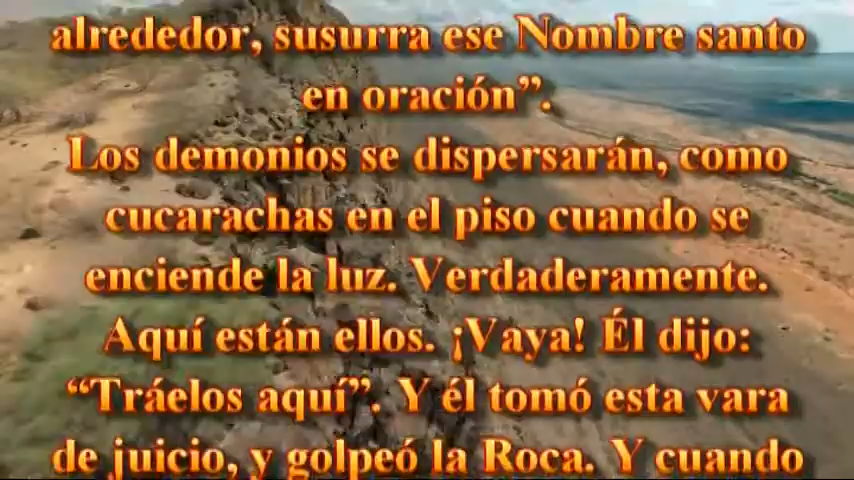 alrededor, susurra ese Nombre santo
en oración”.
Los demonios se dispersarán, como
cucarachas en el piso cuando se
enciende la luz. Verdaderamente.
Aquí están ellos. ¡Vaya! Él dijo:
“Tráelos aquí”. Y él tomó esta vara
de juicio, y golpeó la Roca. Y cuando